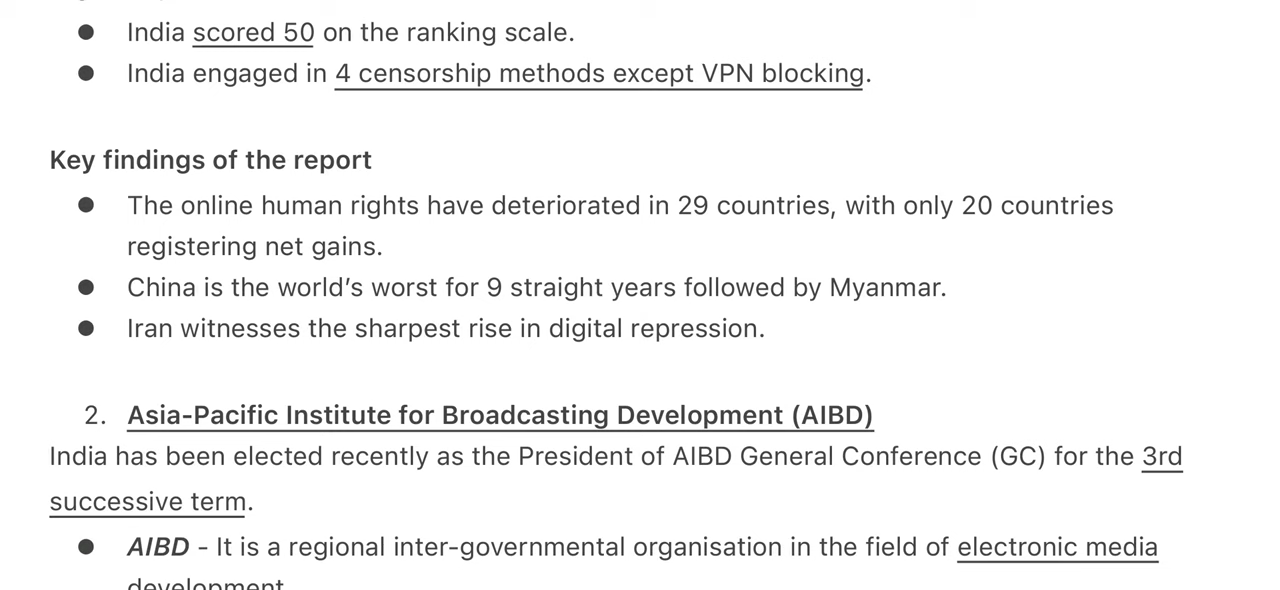 ● India scored 50 on the ranking scale.
● India engaged in 4 censorship methods except VPN blocking.
Key findings of the report
● The online human rights have deteriorated in 29 countries, with only 20 countries
registering net gains.
● China is the world’s worst for 9 straight years followed by Myanmar.
● Iran witnesses the sharpest rise in digital repression.
2. Asia-Pacific Institute for Broadcasting Development (AIBD)
India has been elected recently as the President of AIBD General Conference (GC) for the 3rd
successive term.
● AIBD - It is a regional inter-governmental organisation in the field of electronic media
development.